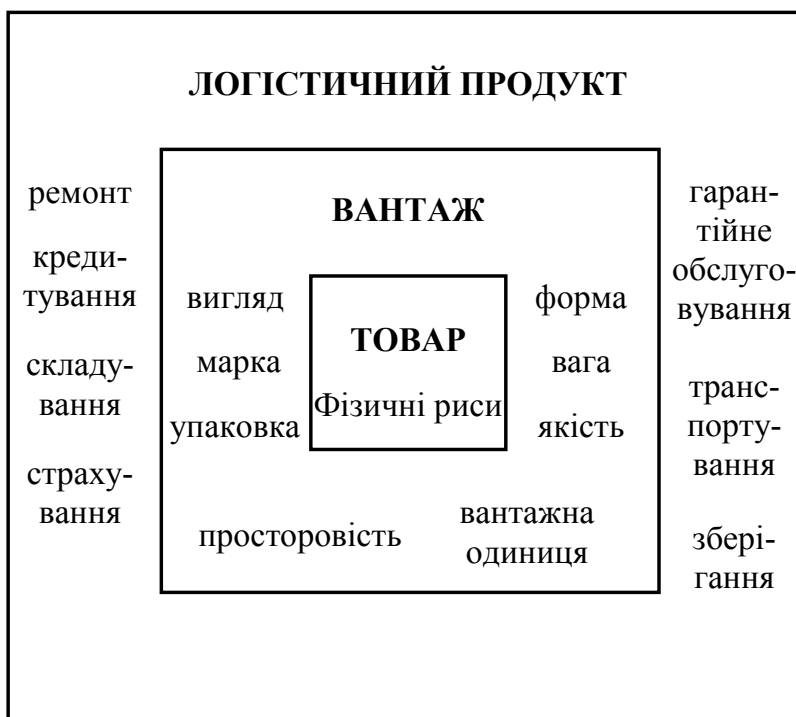 ЛОГІСТИЧНИЙ ПРОДУКТ
ремонт
креди-
тування
складу-
вання
страху-
вання
ВАНТАЖ
вигляд
марка
упаковка
ТОВАР
Фізичні риси
форма
вага
якість
просторовість
вантажна
одиниця
гаран-
тійне
обслуго-
вування
транс-
порту-
вання
збері-
гання